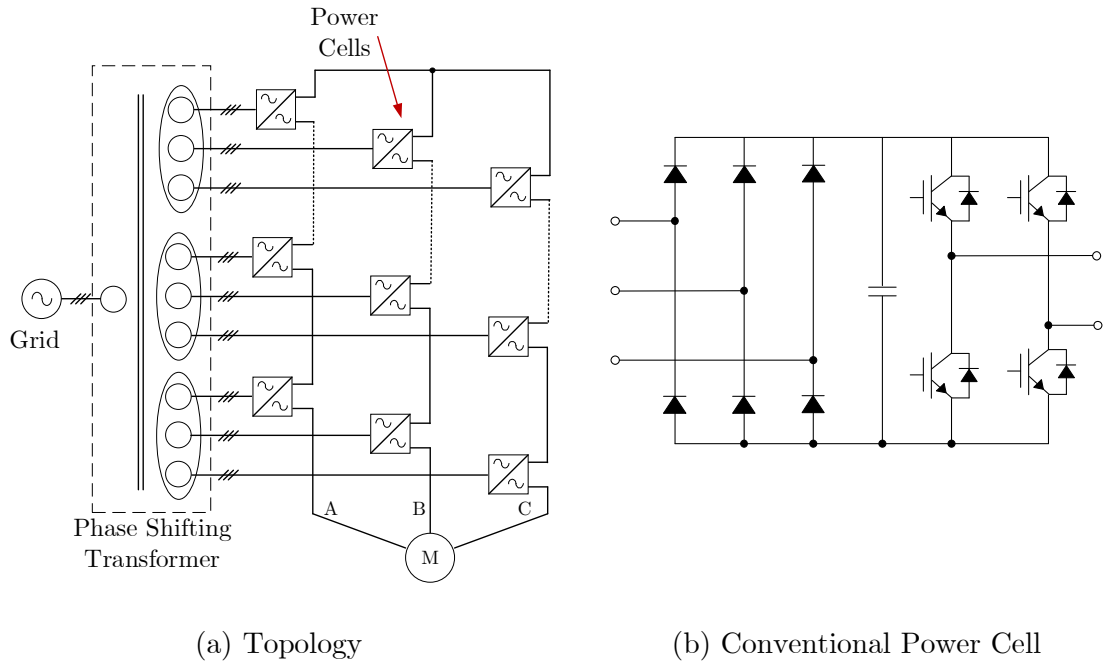 Power
Cells
Grid
A
B
C
Phase Shifting
Transformer
M
(a) Topology
(b) Conventional Power Cell